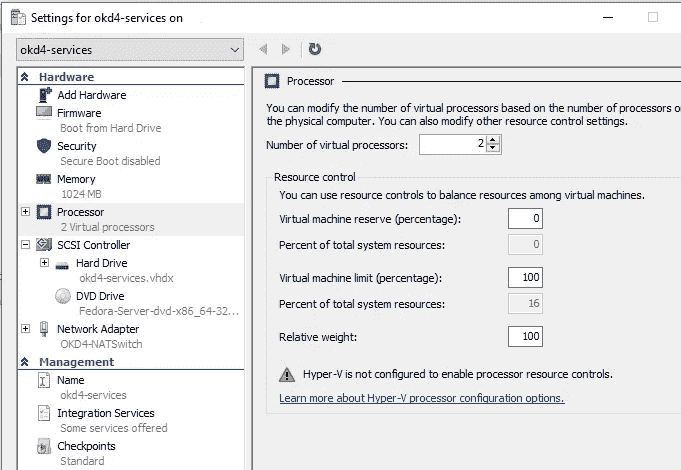 Settings for okd4-services on
okd4-services
Hardware
Add Hardware
Firmware
Boot from Hard Drive
Security
Secure Boot disabled
Memory
1024 MB
Processor
2 Virtual processors
SCSI Controller
Hard Drive
okd4-services.vhdx
DVD Drive
Fedora-Server-dvd-x86_64-32...
Network Adapter
OKD4-NATSwitch
Management
Name
okd4-services
Integration Services
Some services offered
Checkpoints
Standard
Processor
You can modify the number of virtual processors based on the number of processors o
the physical computer. You can also modify other resource control settings.
Number of virtual processors: 2
Resource control
You can use resource controls to balance resources among virtual machines.
Virtual machine reserve (percentage): 0
Percent of total system resources: 0
Virtual machine limit (percentage): 100
Percent of total system resources: 16
Relative weight: 100
Hyper-V is not configured to enable processor resource controls.
Learn more about Hyper-V processor configuration options.